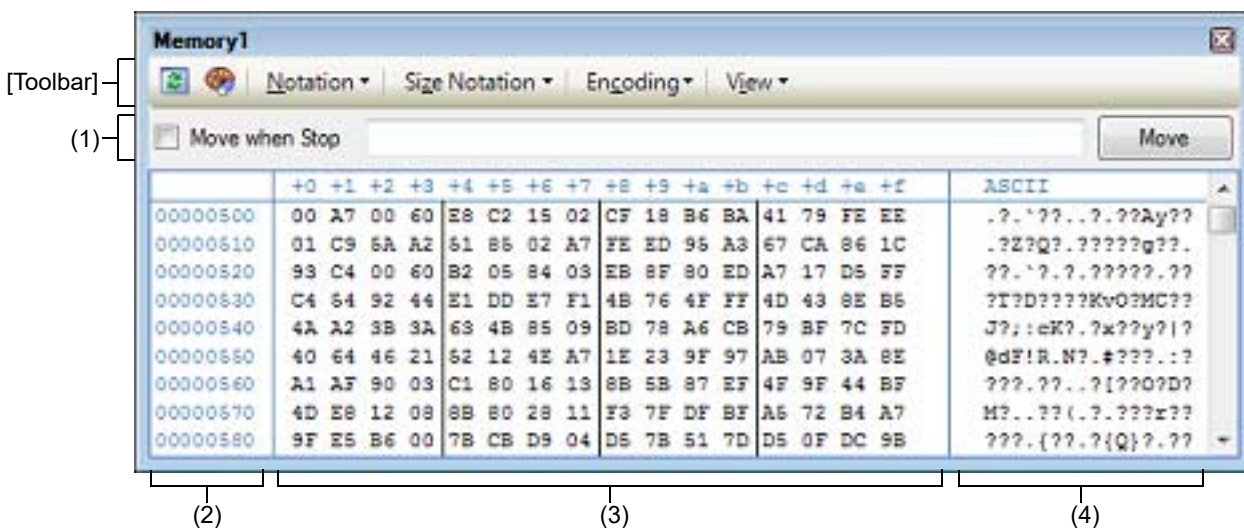 Memory1
[Toolbar] Notation Size Notation Encoding View
(1) Move when Stop Move
+0 +1 +2 +3 +4 +5 +6 +7 +8 +9 +a +b +c +d +e +f ASCII
00000500 00 A7 00 60 E8 C2 15 02 CF 18 B6 BA 41 79 FE EE .?.`??..?.??Ay??
00000510 01 C9 5A A2 51 85 02 A7 FE ED 95 A3 67 CA 86 1C .?Z?Q?.?????g??.
00000520 93 C4 00 60 B2 05 84 03 EB 8F 80 ED A7 17 D5 FF ??.`?.?.?????.??
00000530 C4 54 92 44 E1 DD E7 F1 4B 76 4F FF 4D 43 8E B5 ?T?D????KvO?MC??
00000540 4A A2 3B 3A 63 4B 85 09 BD 78 A6 CB 79 BF 7C FD J?;:cK?.?x??y?|?
00000550 40 64 46 21 52 12 4E A7 1E 23 9F 97 AB 07 3A 8E @dF!R.N?.#???.:?
00000560 A1 AF 90 03 C1 80 16 13 8B 5B 87 EF 4F 9F 44 BF ???.??..?[??O?D?
00000570 4D E8 12 08 8B 80 28 11 F3 7F DF BF A5 72 B4 A7 M?..??(.?.???r??
00000580 9F E5 B6 00 7B CB D9 04 D5 7B 51 7D D5 0F DC 9B ???.{??.?{Q}?.??
(2) (3) (4)